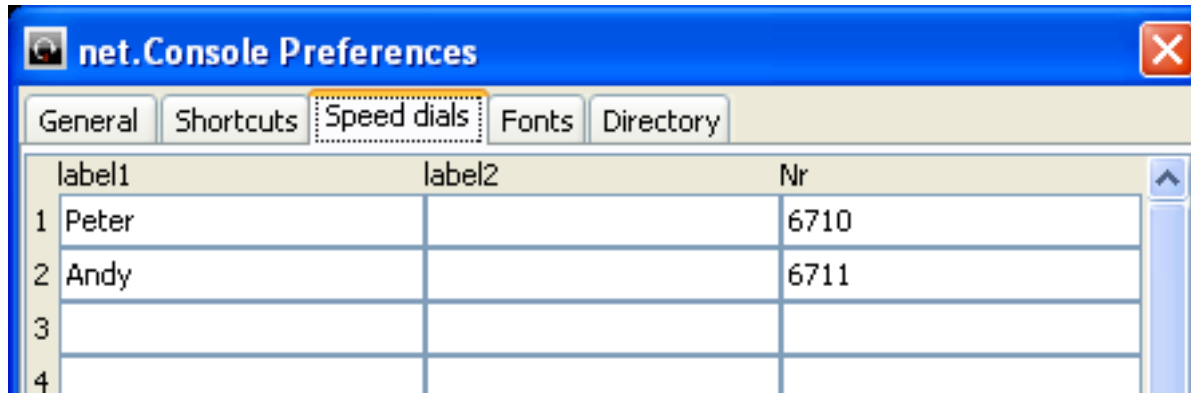 net.Console Preferences
General Shortcuts Speed dials Fonts Directory
label1 label2 Nr
1 Peter 6710
2 Andy 6711
3
4